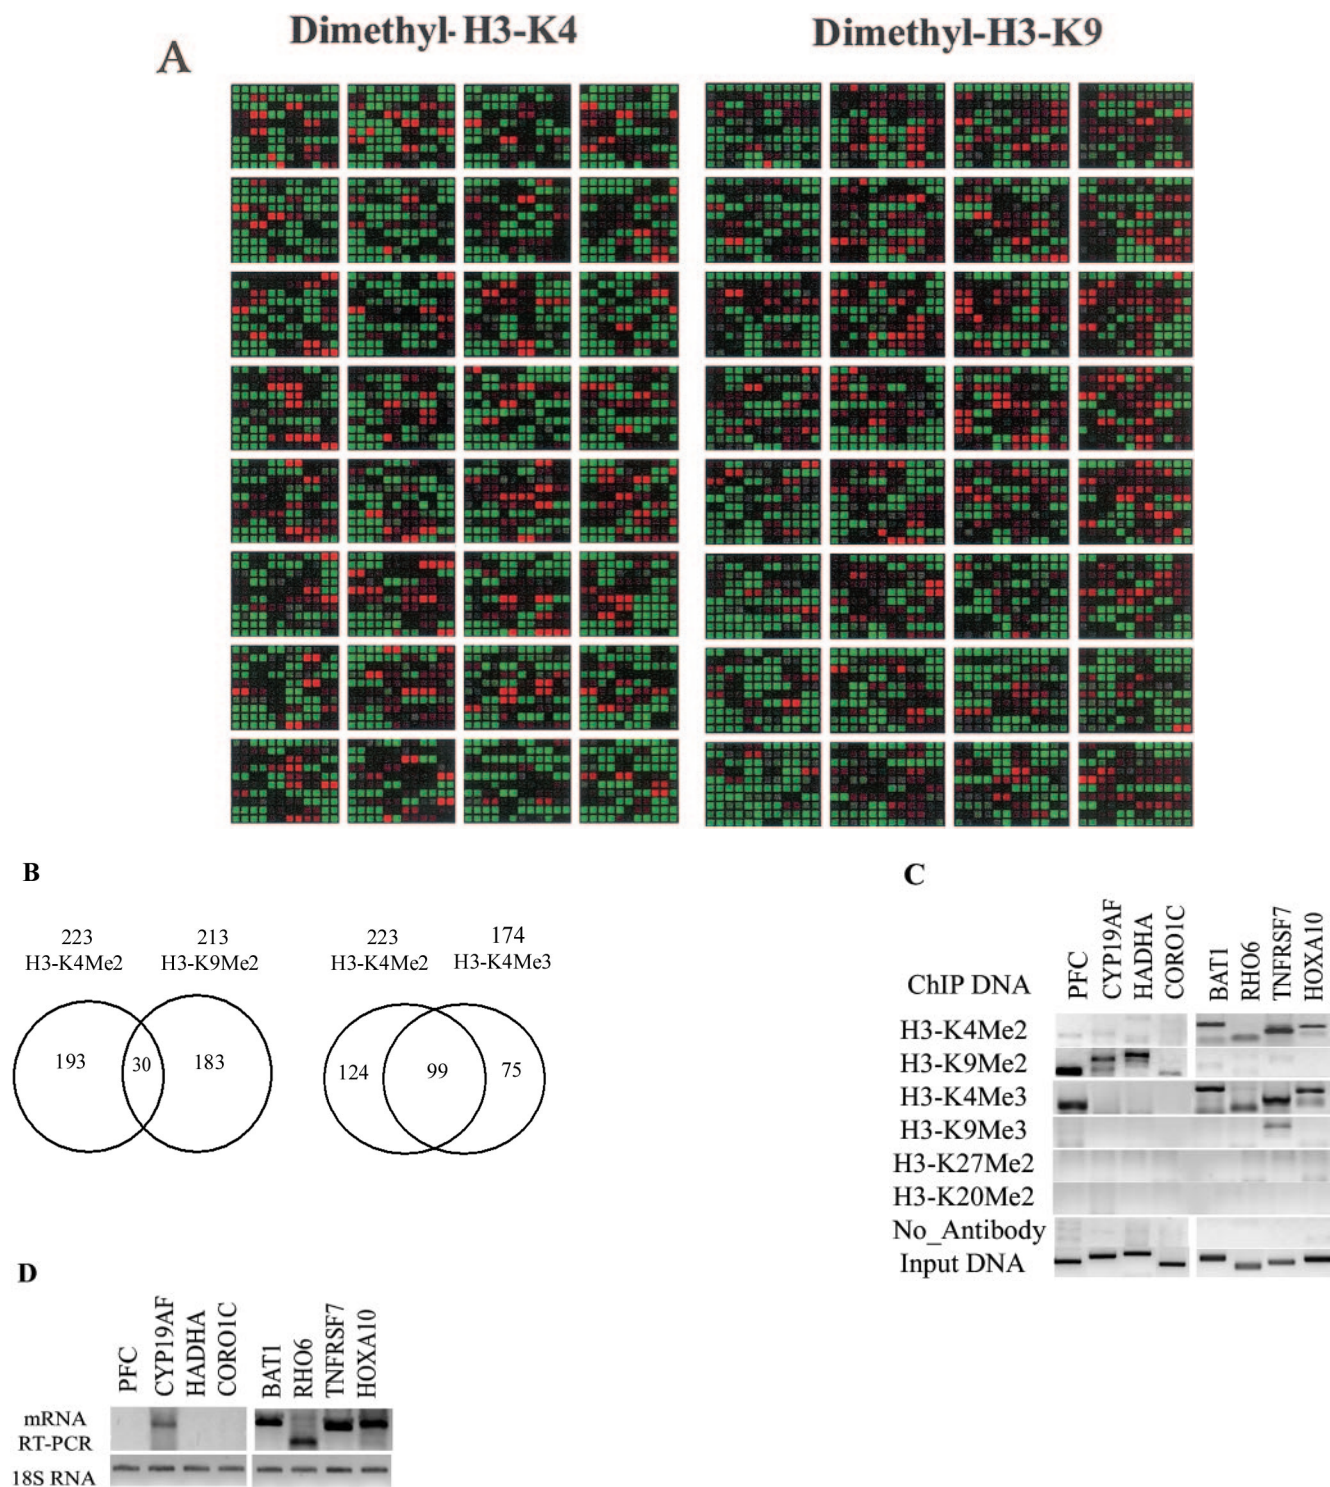 Dimethyl-H3-K4
Dimethyl-H3-K9
A
B
223
H3-K4Me2
213
H3-K9Me2
193
30
183
223
H3-K4Me2
174
H3-K4Me3
124
99
75
C
ChIP DNA
PFC
CYP19AF
HADHA
CORO1C
BAT1
RHO6
TNFRSF7
HOXA10
H3-K4Me2
H3-K9Me2
H3-K4Me3
H3-K9Me3
H3-K27Me2
H3-K20Me2
No_Antibody
Input DNA
D
PFC
CYP19AF
HADHA
CORO1C
BAT1
RHO6
TNFRSF7
HOXA10
mRNA
RT-PCR
18S RNA